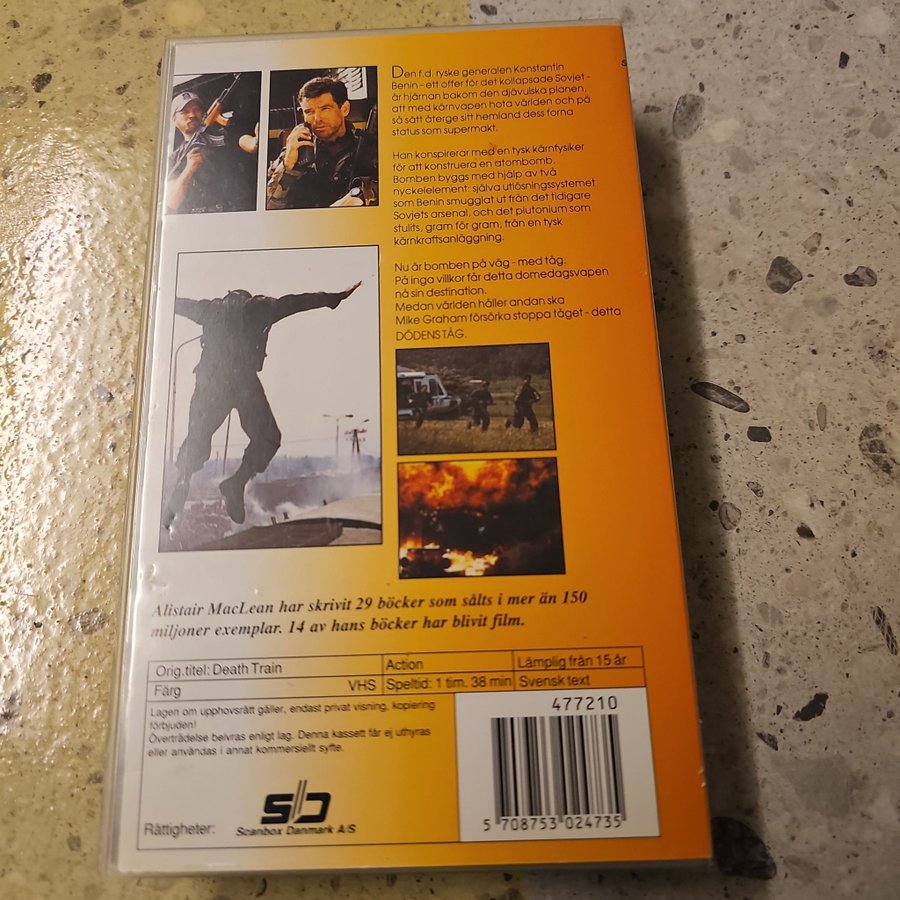 Den f.d. ryske generalen Konstantin
Benin - ett offer för det kollapsade Sovjet -
är hjärnan bakom den djävulska planen,
att med kärnvapen hota världen och på
så sätt återge sitt hemland dess forna
status som supermakt.
Han konspirerar med en tysk kärnfysiker
för att konstruera en atombomb.
Bomben byggs med hjälp av två
nyckelelement: själva utlösningssystemet
som Benin smugglat ut från det tidigare
Sovjets arsenal, och det plutonium som
stulits, gram för gram, från en tysk
kärnkraftsanläggning.
Nu är bomben på väg - med tåg.
På inga villkor får detta domedagsvapen
nå sin destination.
Medan världen håller andan ska
Mike Graham försörka stoppa tåget - detta
DÖDENS TÅG.
Alistair MacLean har skrivit 29 böcker som sålts i mer än 150
miljoner exemplar. 14 av hans böcker har blivit film.
Orig.titel: Death Train Action Lämplig från 15 år
Färg VHS Speltid: 1 tim. 38 min Svensk text
Lagen om upphovsrätt gäller, endast privat visning, kopiering
förbjuden!
Överträdelse beivras enligt lag. Denna kassett får ej uthyras
eller användas i annat kommersiellt syfte.
477210
5 708753 024735
Rättigheter:
Scanbox Danmark A/S